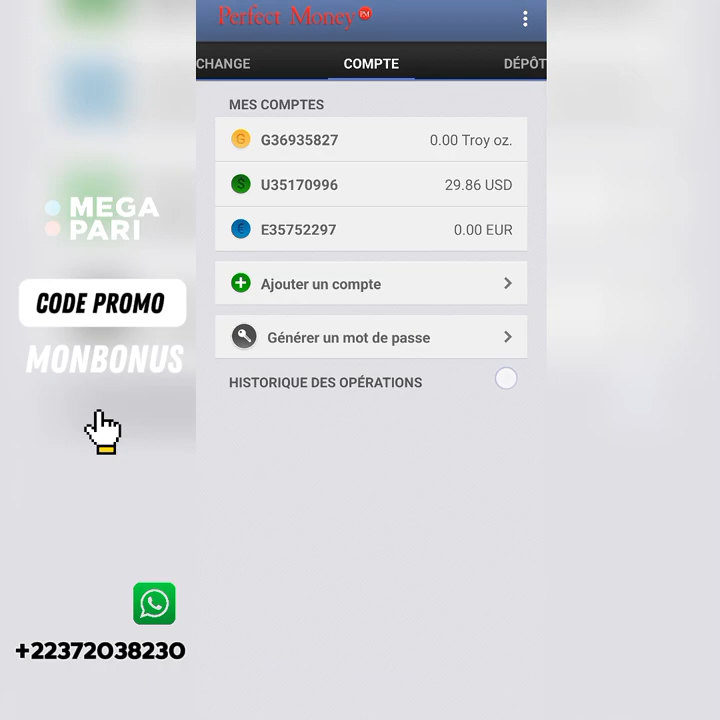 Perfect Money PM
CHANGE
COMPTE
DÉPÔT
MES COMPTES
G G36935827 0.00 Troy oz.
$ U35170996 29.86 USD
€ E35752297 0.00 EUR
Ajouter un compte
Générer un mot de passe
HISTORIQUE DES OPÉRATIONS
MEGA
PARI
CODE PROMO
MONBONUS
+22372038230